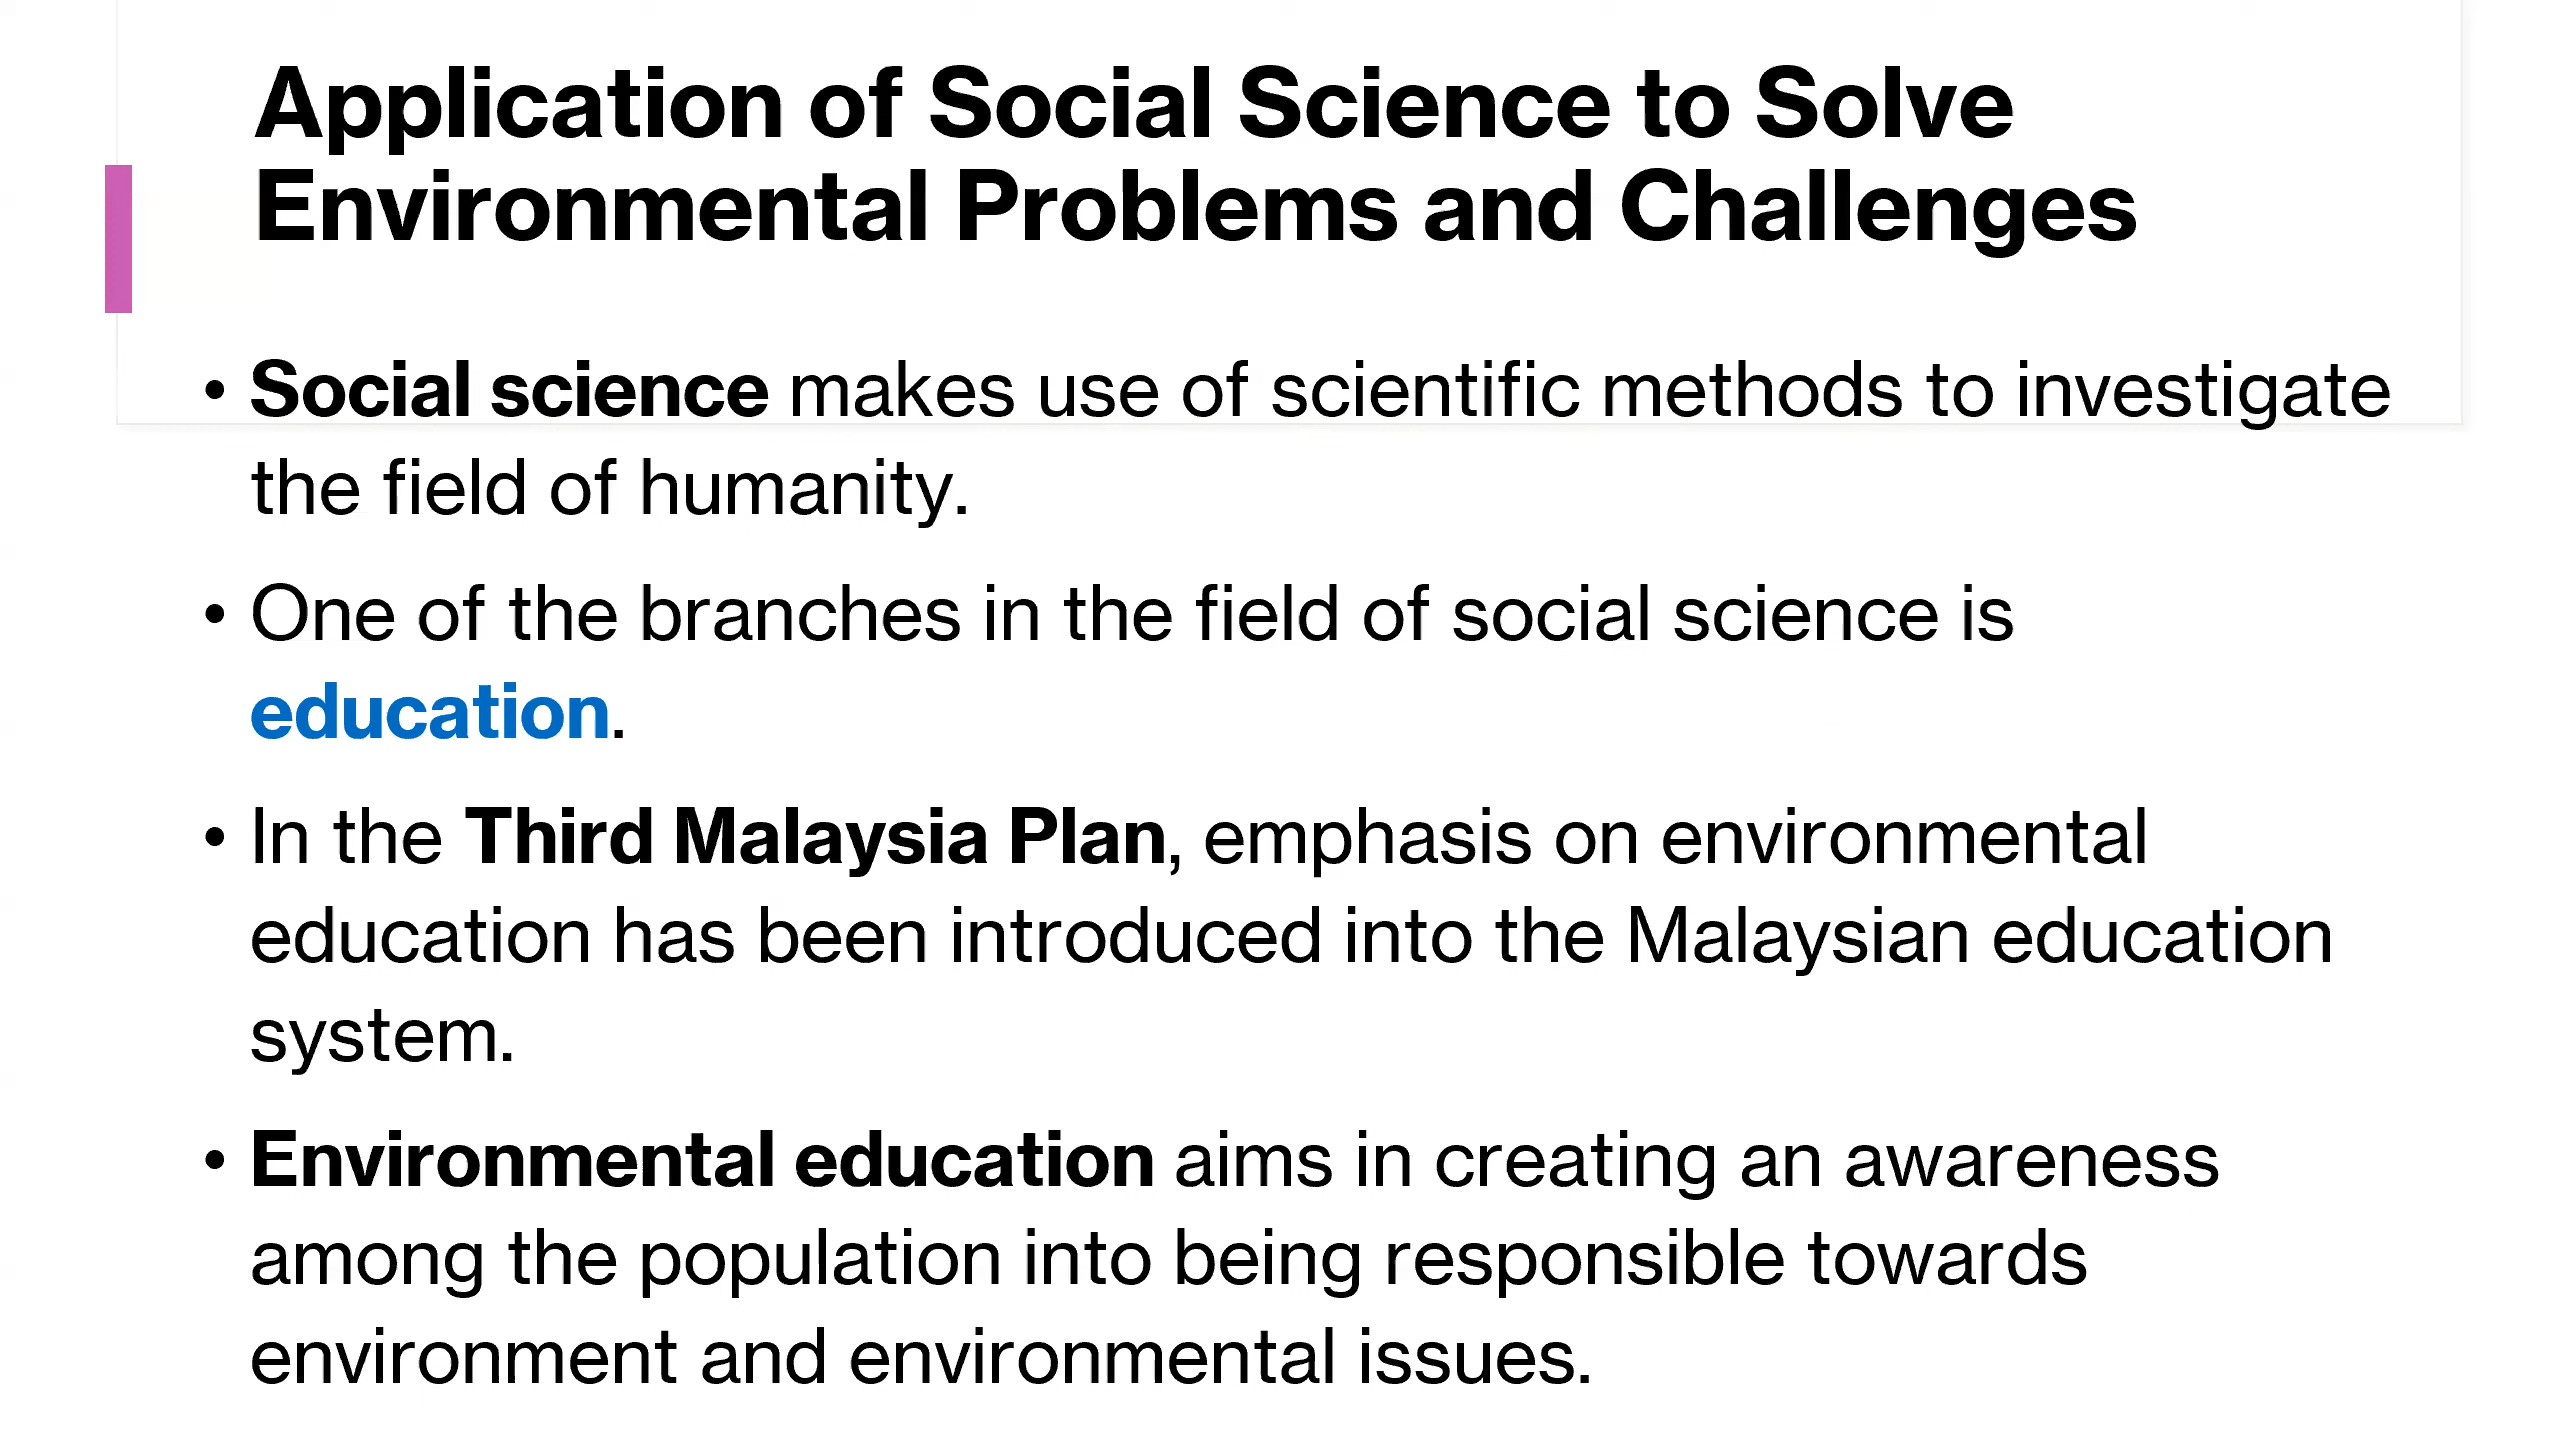 Application of Social Science to Solve
Environmental Problems and Challenges
• Social science makes use of scientific methods to investigate
the field of humanity.
• One of the branches in the field of social science is
education.
• In the Third Malaysia Plan, emphasis on environmental
education has been introduced into the Malaysian education
system.
• Environmental education aims in creating an awareness
among the population into being responsible towards
environment and environmental issues.